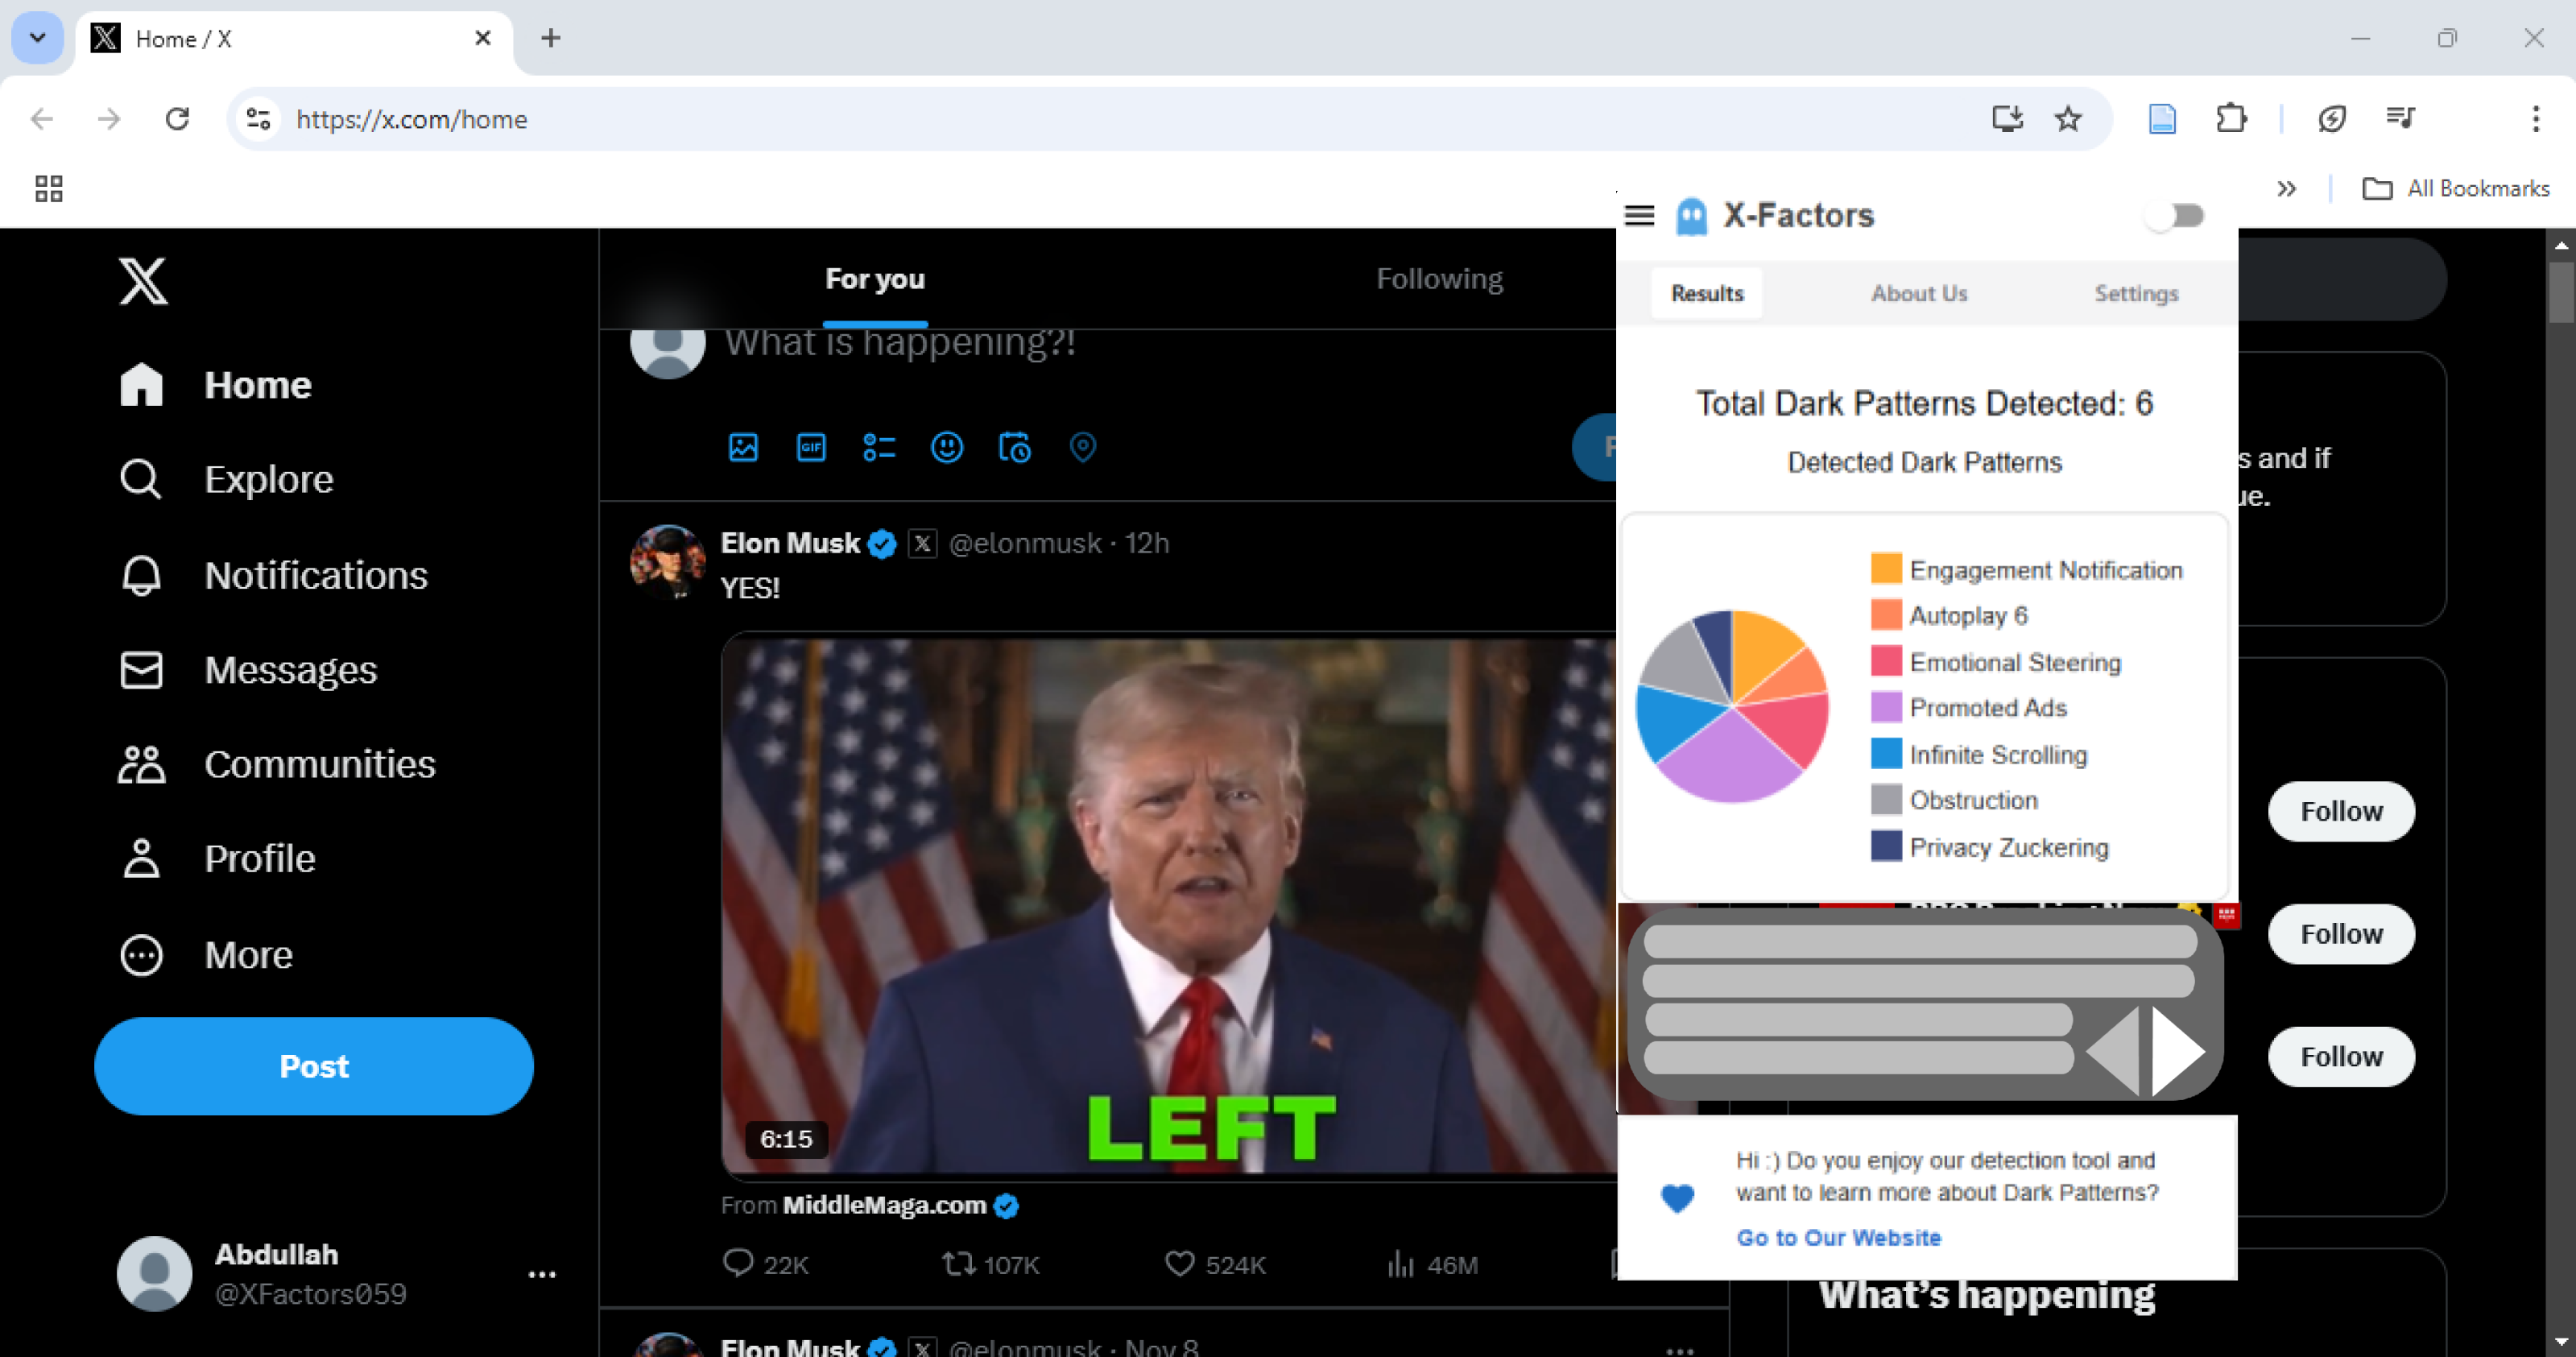 Home / X
https://x.com/home
All Bookmarks
X-Factors
Results
About Us
Settings
Total Dark Patterns Detected: 6
Detected Dark Patterns
Engagement Notification
Autoplay 6
Emotional Steering
Promoted Ads
Infinite Scrolling
Obstruction
Privacy Zuckering
Hi :) Do you enjoy our detection tool and
want to learn more about Dark Patterns?
Go to Our Website
Home
Explore
Notifications
Messages
Communities
Profile
More
Post
Abdullah
@XFactors059
For you
Following
What is happening?!
GIF
Elon Musk @elonmusk · 12h
YES!
LEFT
6:15
From MiddleMaga.com
22K
107K
524K
46M
Elon Musk @elonmusk · Nov 8
s and if
ue.
Follow
Follow
Follow
What's happening